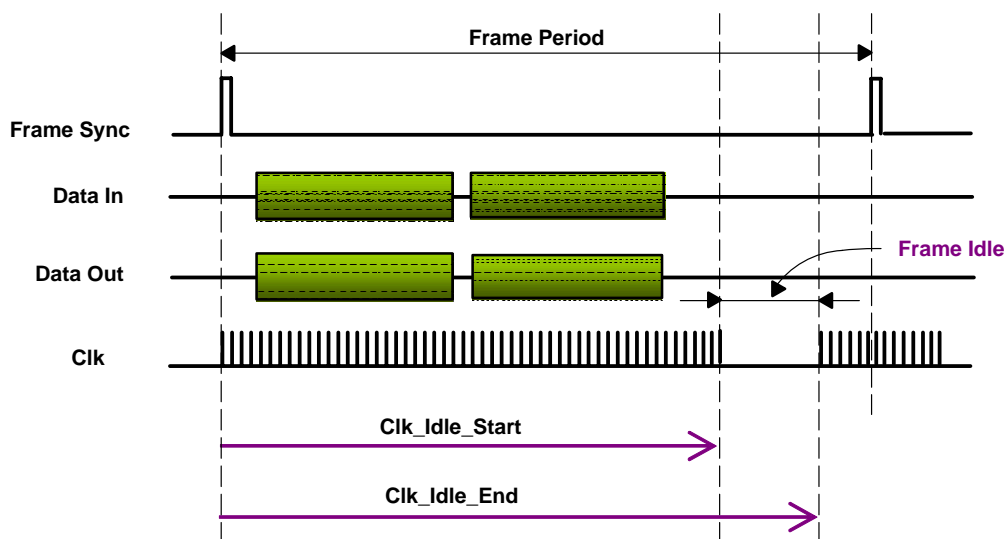 Frame Period
Frame Sync
Data In
Data Out
Frame Idle
Clk
Clk_Idle_Start
Clk_Idle_End